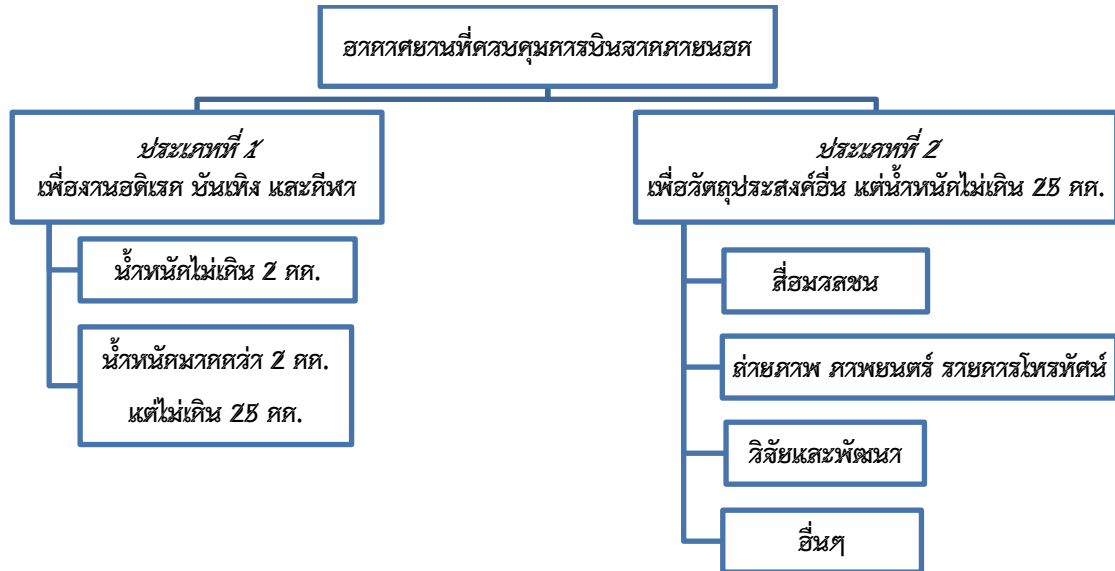 อากาศยานที่ควบคุมการบินจากภายนอก
ประเภทที่ 1
เพื่องานอดิเรก บันเทิง และกีฬา
น้ำหนักไม่เกิน 2 กก.
น้ำหนักมากกว่า 2 กก.
แต่ไม่เกิน 25 กก.
ประเภทที่ 2
เพื่อวัตถุประสงค์อื่น แต่น้ำหนักไม่เกิน 25 กก.
สื่อมวลชน
ถ่ายภาพ ภาพยนตร์ รายการโทรทัศน์
วิจัยและพัฒนา
อื่นๆ